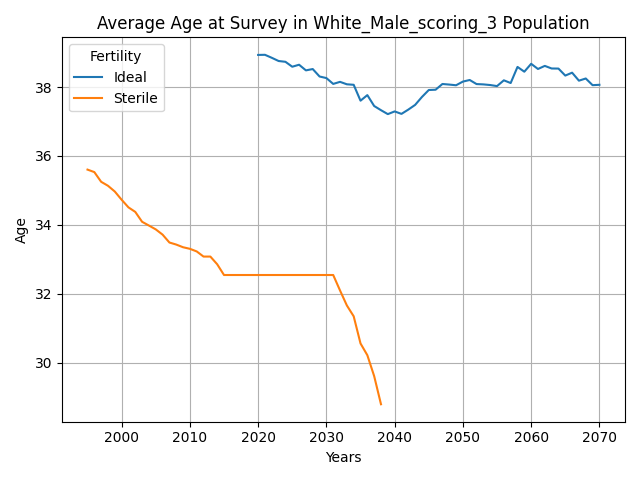 Average Age at Survey in White_Male_scoring_3 Population
Fertility
Ideal
Sterile
Age
38
36
34
32
30
2000 2010 2020 2030 2040 2050 2060 2070
Years